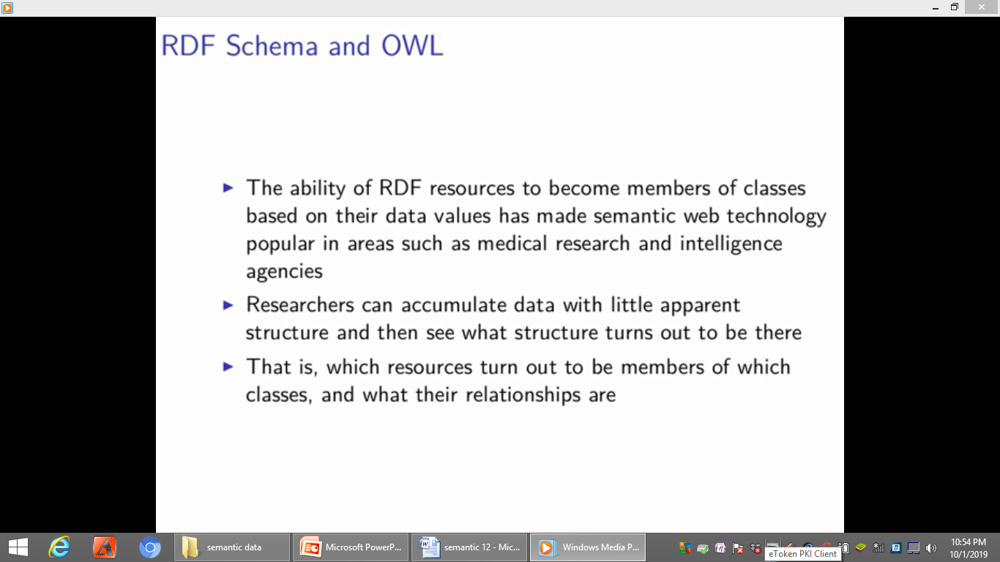 RDF Schema and OWL
▶ The ability of RDF resources to become members of classes
based on their data values has made semantic web technology
popular in areas such as medical research and intelligence
agencies
▶ Researchers can accumulate data with little apparent
structure and then see what structure turns out to be there
▶ That is, which resources turn out to be members of which
classes, and what their relationships are
semantic data
Microsoft PowerP...
semantic 12 - Mic...
Windows Media P...
eToken PKI Client
10:54 PM
10/1/2019